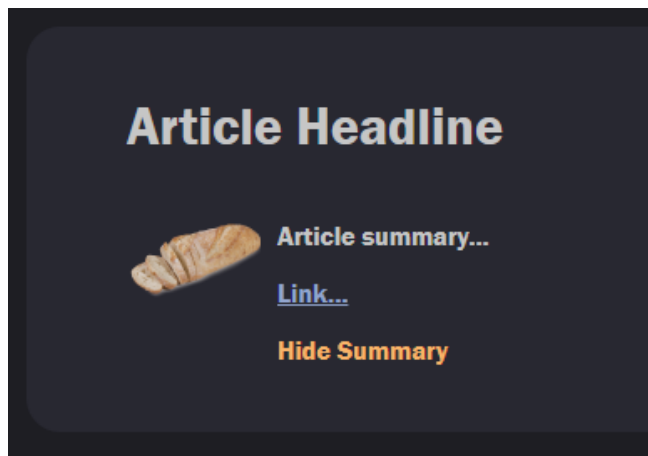 Article Headline
Article summary...
Link...
Hide Summary